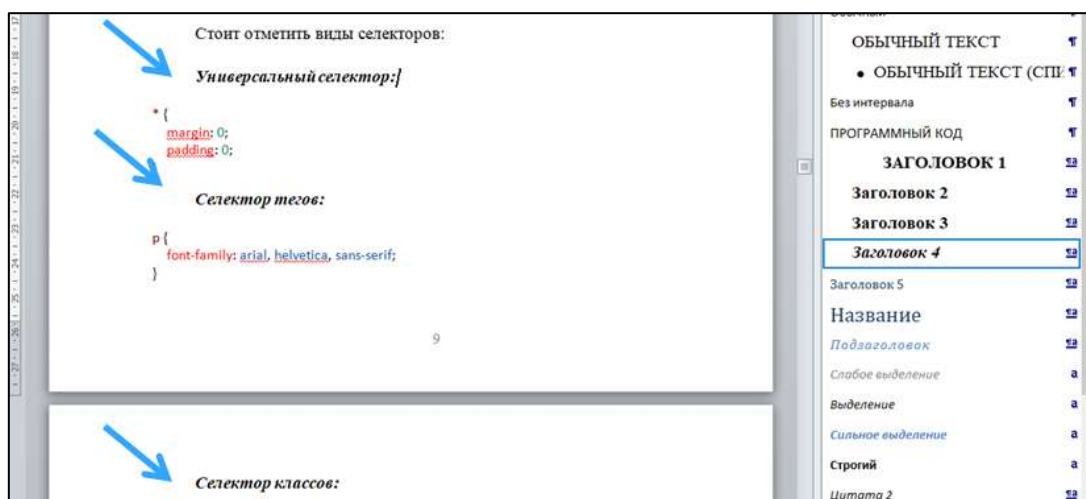 Стоит отметить виды селекторов:
Универсальный селектор:
* {
margin: 0;
padding: 0;
Селектор тегов:
p {
font-family: arial, helvetica, sans-serif;
}
9
Селектор классов:
ОБЫЧНЫЙ ТЕКСТ
• ОБЫЧНЫЙ ТЕКСТ (СПИ
Без интервала
ПРОГРАММНЫЙ КОД
ЗАГОЛОВОК 1
Заголовок 2
Заголовок 3
Заголовок 4
Заголовок 5
Название
Подзаголовок
Слабое выделение
Выделение
Сильное выделение
Строгий
Цитата 2